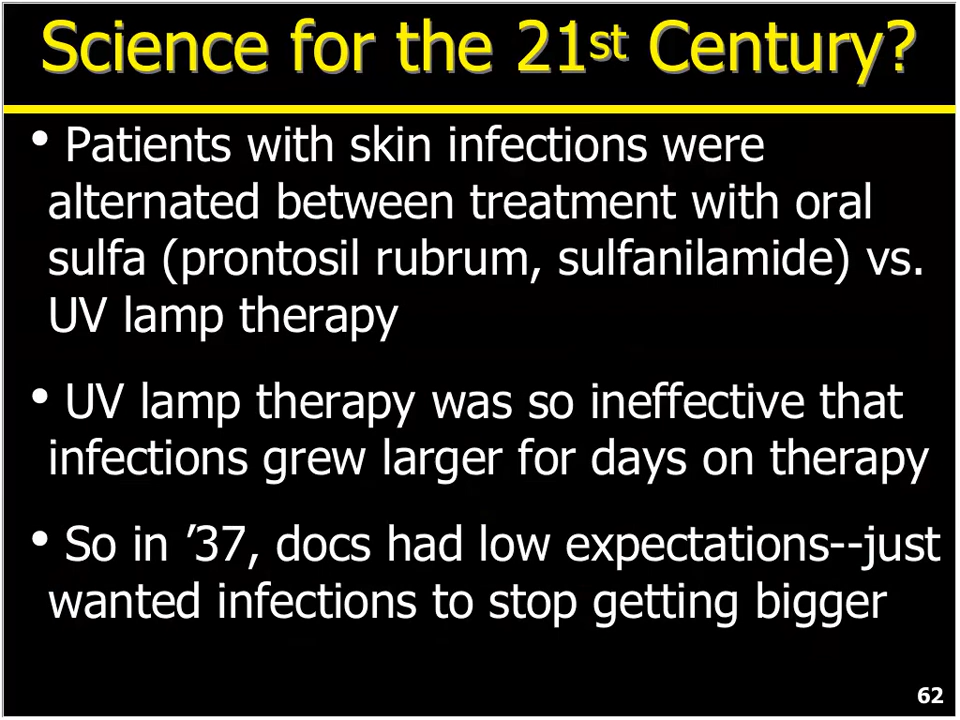 Science for the 21st Century?
• Patients with skin infections were
alternated between treatment with oral
sulfa (prontosil rubrum, sulfanilamide) vs.
UV lamp therapy
• UV lamp therapy was so ineffective that
infections grew larger for days on therapy
• So in ’37, docs had low expectations--just
wanted infections to stop getting bigger
62